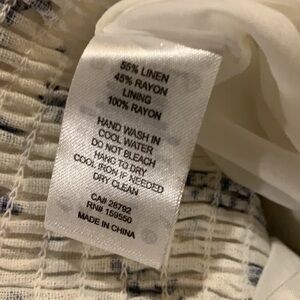 55% LINEN
45% RAYON
LINING
100% RAYON
HAND WASH IN
COOL WATER
DO NOT BLEACH
HANG TO DRY
COOL IRON IF NEEDED
DRY CLEAN
CA# 28792
RN# 159550
MADE IN CHINA